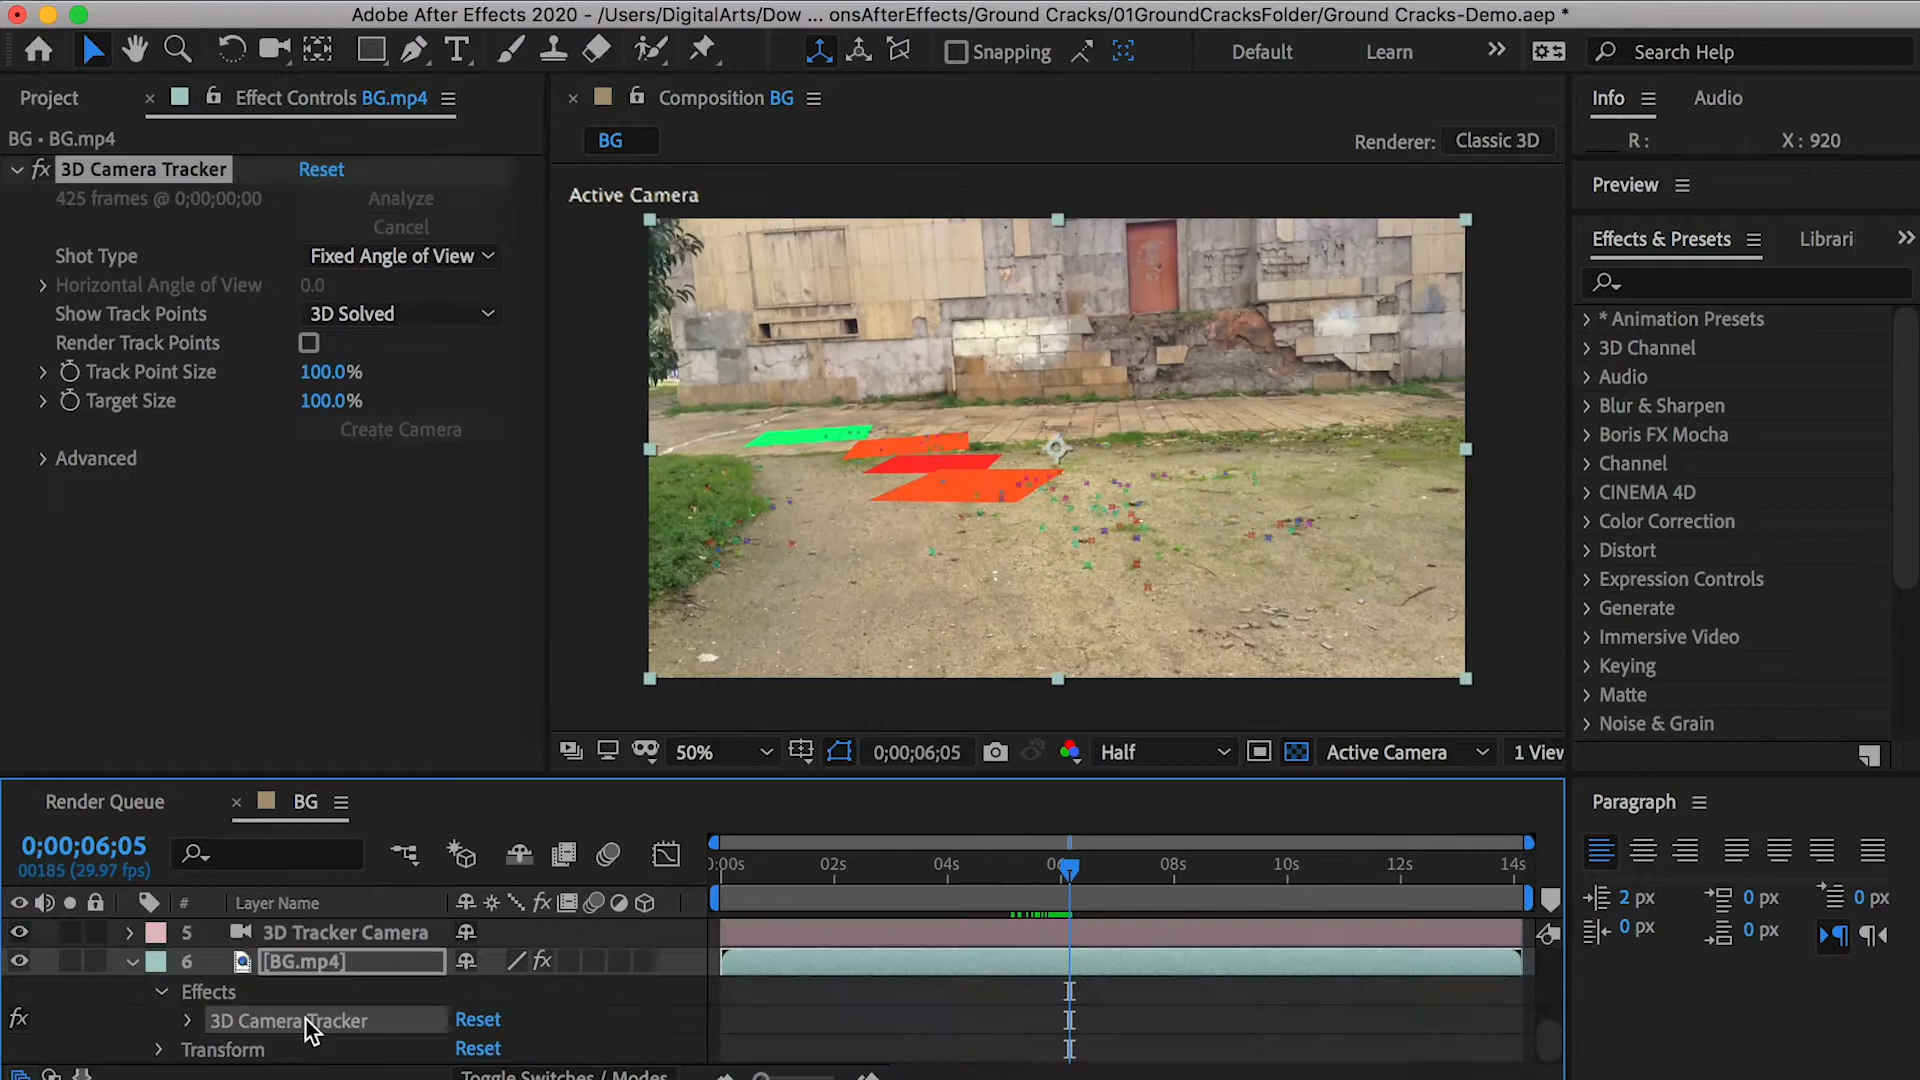 Adobe After Effects 2020 - /Users/DigitalArts/Dow ... onsAfterEffects/Ground Cracks/01GroundCracksFolder/Ground Cracks-Demo.aep *
Snapping
Default
Learn
Search Help
Project
Effect Controls BG.mp4
Composition BG
Info
Audio
BG • BG.mp4
BG
Renderer:
Classic 3D
R :
X : 920
fx 3D Camera Tracker
Reset
Active Camera
Preview
425 frames @ 0;00;00;00
Analyze
Cancel
Shot Type
Fixed Angle of View
Horizontal Angle of View
0.0
Show Track Points
3D Solved
Render Track Points
Track Point Size
100.0%
Target Size
100.0%
Create Camera
Advanced
Effects & Presets
Librari
* Animation Presets
3D Channel
Audio
Blur & Sharpen
Boris FX Mocha
Channel
CINEMA 4D
Color Correction
Distort
Expression Controls
Generate
Immersive Video
Keying
Matte
Noise & Grain
50%
0;00;06;05
Half
Active Camera
1 View
Render Queue
BG
Paragraph
0;00;06;05
00185 (29.97 fps)
0:00s
02s
04s
06
08s
10s
12s
14s
#
Layer Name
fx
2 px
0 px
0 px
0 px
0 px
5
3D Tracker Camera
6
[BG.mp4]
fx
Effects
fx
3D Camera Tracker
Reset
Transform
Reset
Toggle Switches / Modes